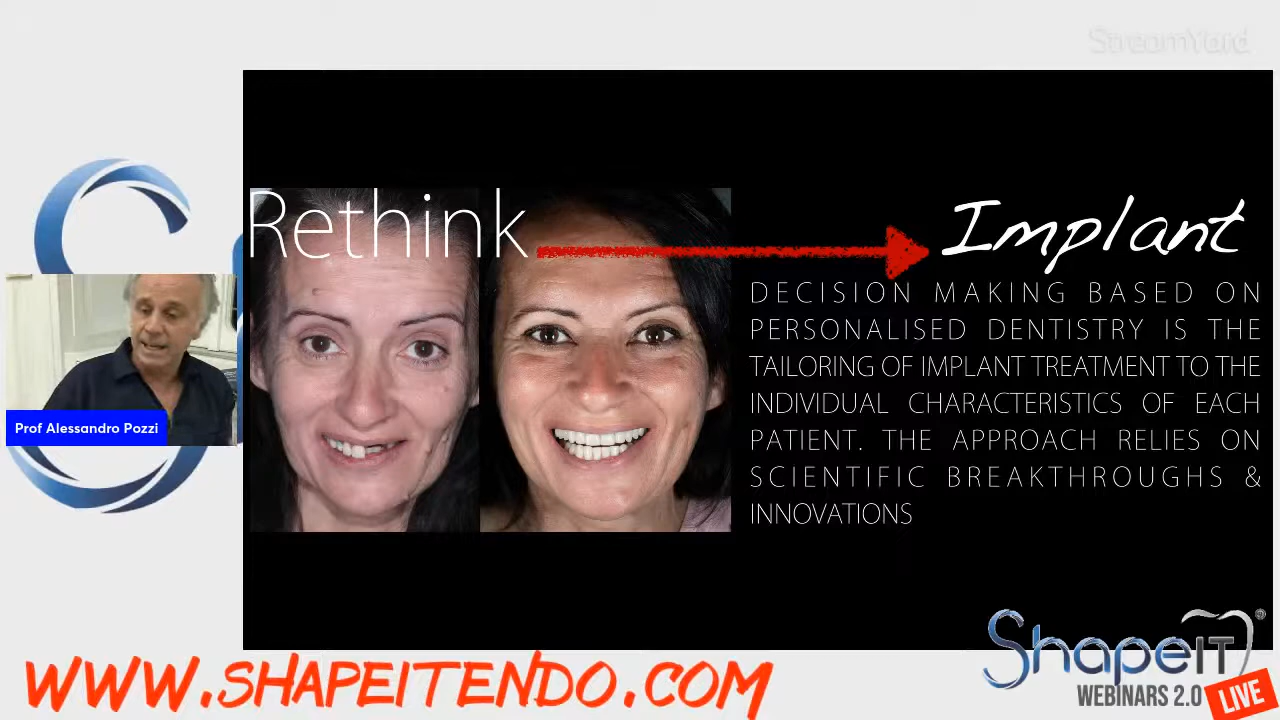 StreamYard
Rethink
Implant
DECISION MAKING BASED ON
PERSONALISED DENTISTRY IS THE
TAILORING OF IMPLANT TREATMENT TO THE
INDIVIDUAL CHARACTERISTICS OF EACH
PATIENT. THE APPROACH RELIES ON
SCIENTIFIC BREAKTHROUGHS &
INNOVATIONS
Prof Alessandro Pozzi
WWW.SHAPEITENDO.COM
ShapeIT®
WEBINARS 2.0 LIVE